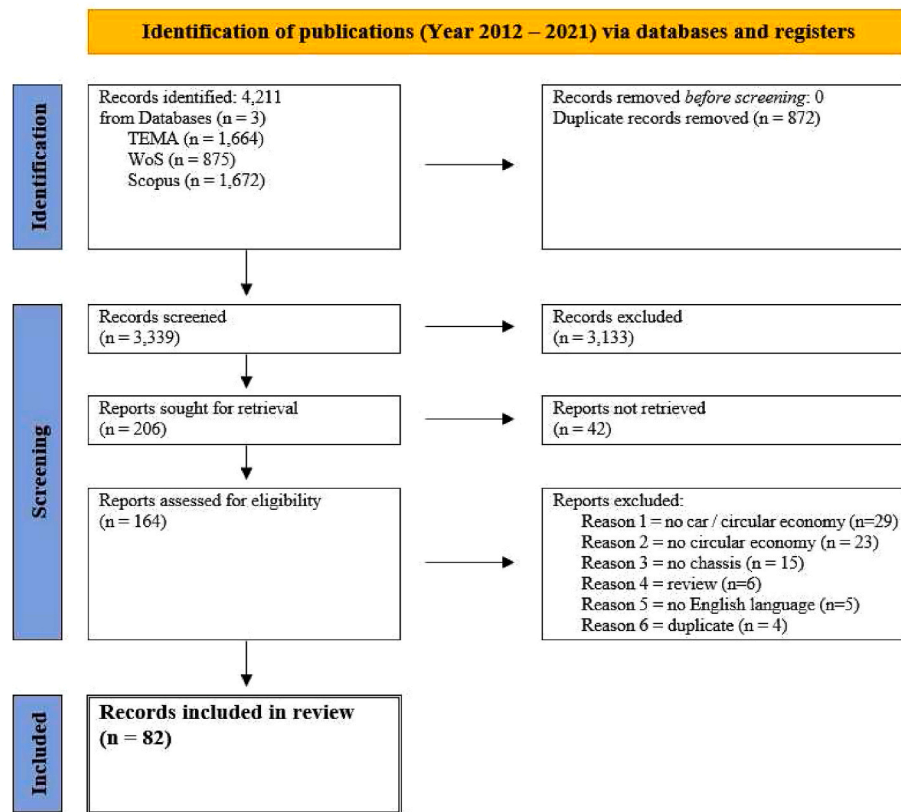 Identification of publications (Year 2012 – 2021) via databases and registers
Identification
Records identified: 4,211
from Databases (n = 3)
TEMA (n = 1,664)
WoS (n = 875)
Scopus (n = 1,672)
Records removed before screening: 0
Duplicate records removed (n = 872)
Screening
Records screened
(n = 3,339)
Records excluded
(n = 3,133)
Reports sought for retrieval
(n = 206)
Reports not retrieved
(n = 42)
Reports assessed for eligibility
(n = 164)
Reports excluded:
Reason 1 = no car / circular economy (n=29)
Reason 2 = no circular economy (n = 23)
Reason 3 = no chassis (n = 15)
Reason 4 = review (n=6)
Reason 5 = no English language (n=5)
Reason 6 = duplicate (n = 4)
Included
Records included in review
(n = 82)